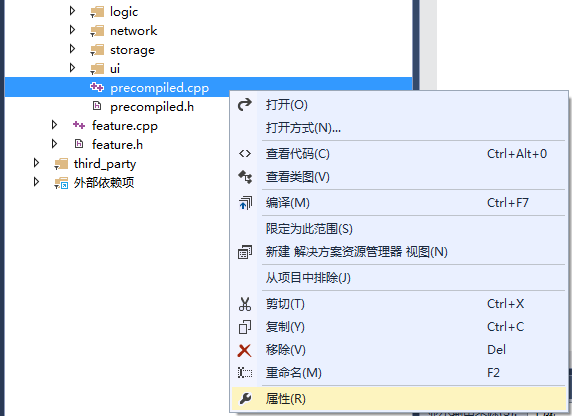 logic
network
storage
ui
precompiled.cpp
precompiled.h
feature.cpp
feature.h
third_party
外部依赖项
打开(O)
打开方式(N)...
查看代码(C) Ctrl+Alt+0
查看类图(V)
编译(M) Ctrl+F7
限定为此范围(S)
新建 解决方案资源管理器 视图(N)
从项目中排除(J)
剪切(T) Ctrl+X
复制(Y) Ctrl+C
移除(V) Del
重命名(M) F2
属性(R)